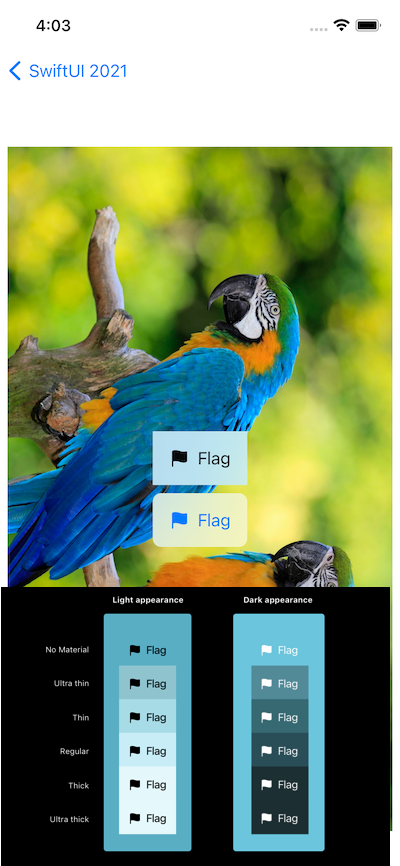 4:03
SwiftUI 2021
Flag
Flag
Light appearance Dark appearance
No Material Flag Flag
Ultra thin Flag Flag
Thin Flag Flag
Regular Flag Flag
Thick Flag Flag
Ultra thick Flag Flag